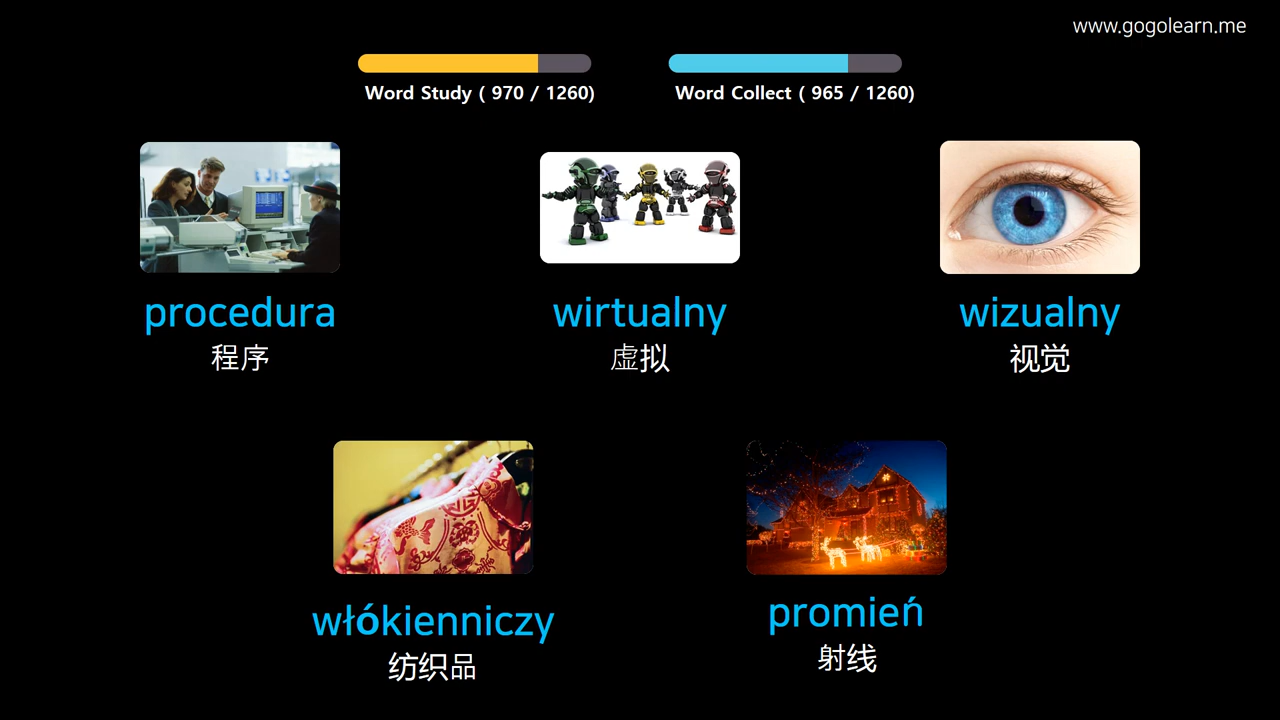 www.gogolearn.me
Word Study ( 970 / 1260)
Word Collect ( 965 / 1260)
procedura
程序
wirtualny
虚拟
wizualny
视觉
włókienniczy
纺织品
promień
射线